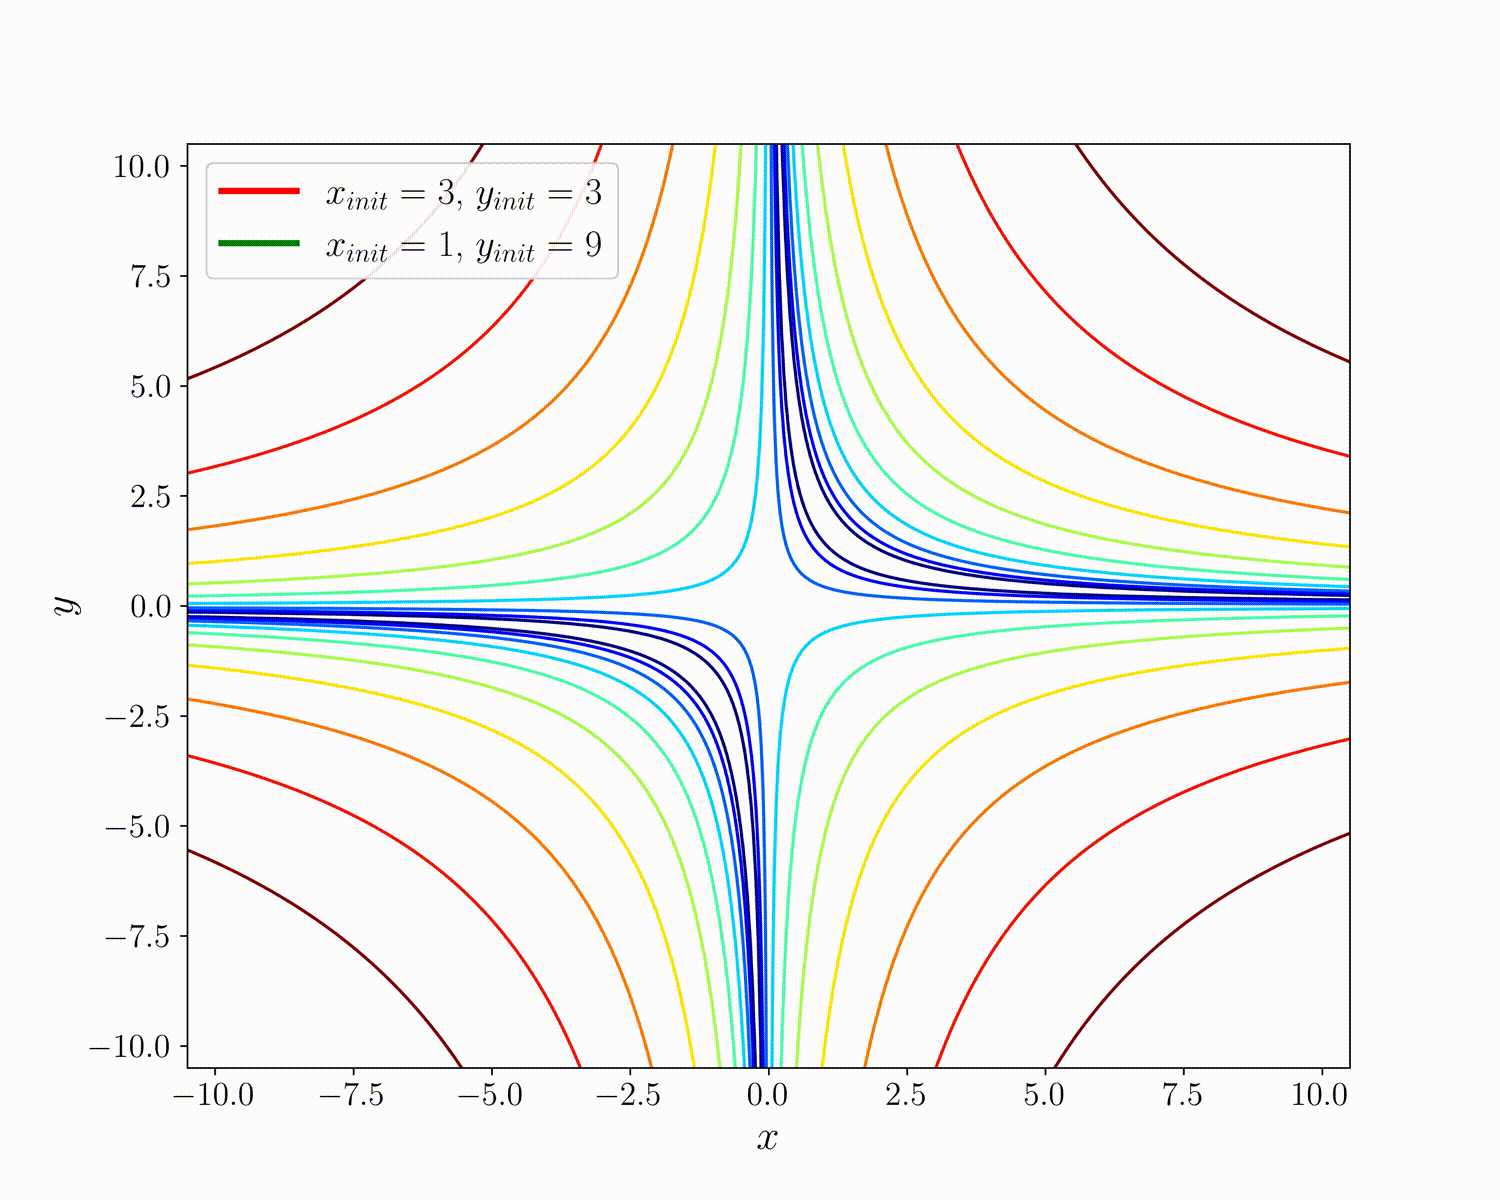 x_init = 3, y_init = 3
x_init = 1, y_init = 9
10.0
7.5
5.0
2.5
0.0
−2.5
−5.0
−7.5
−10.0
y
−10.0 −7.5 −5.0 −2.5 0.0 2.5 5.0 7.5 10.0
x